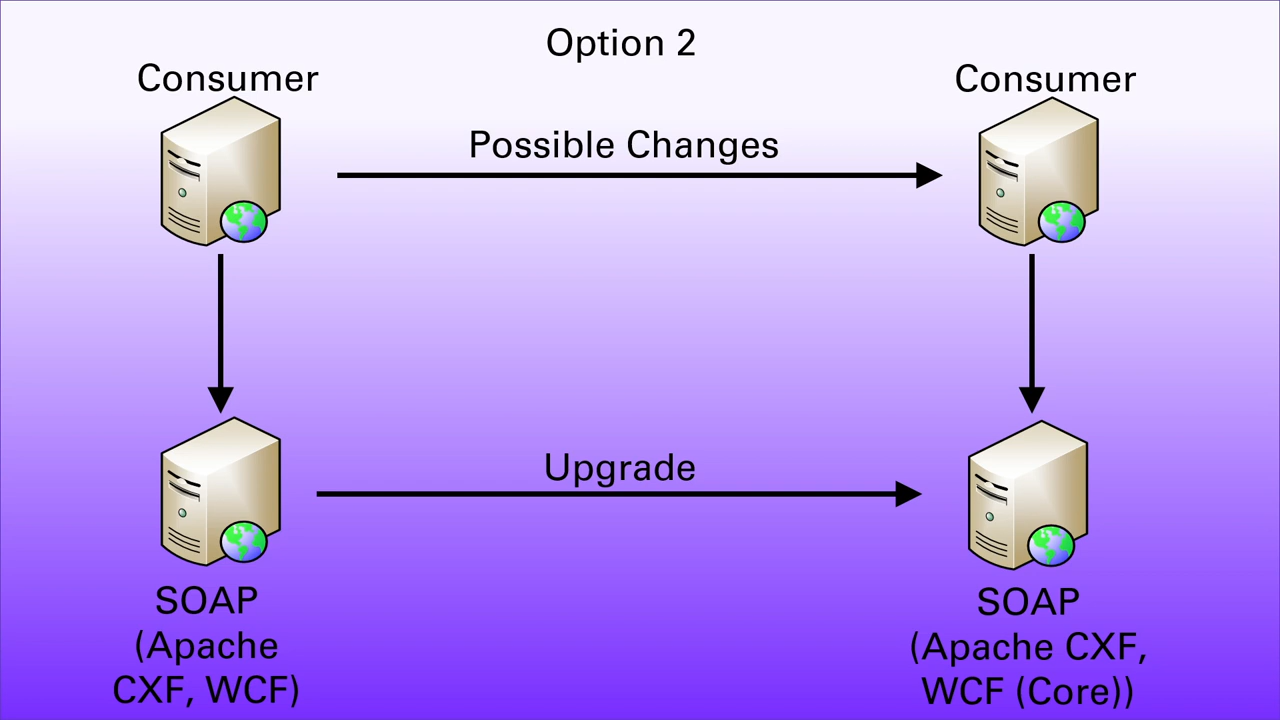 Option 2
Consumer
Consumer
Possible Changes
Upgrade
SOAP
(Apache
CXF, WCF)
SOAP
(Apache CXF,
WCF (Core))